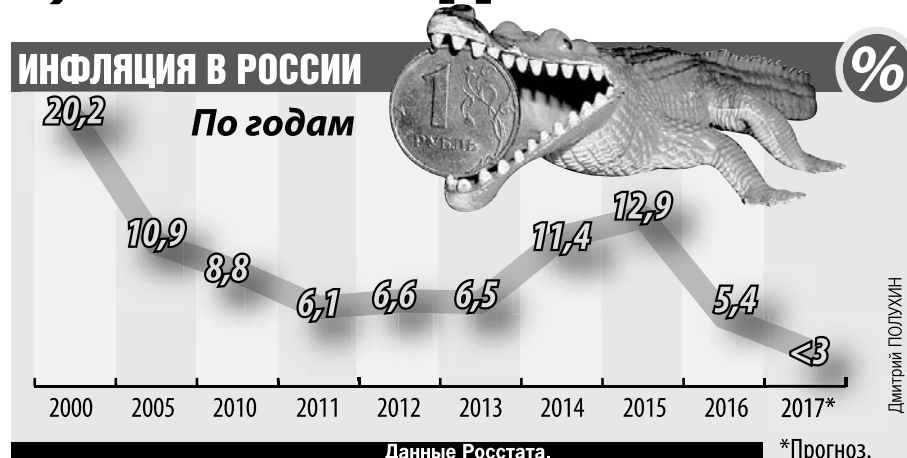 ИНФЛЯЦИЯ В РОССИИ
%
По годам
1
РУБЛЬ
20,2
10,9
8,8
6,1
6,6
6,5
11,4
12,9
5,4
<3
2000 2005 2010 2011 2012 2013 2014 2015 2016 2017*
Дмитрий ПОЛУХИН
Данные Росстата.
*Прогноз.